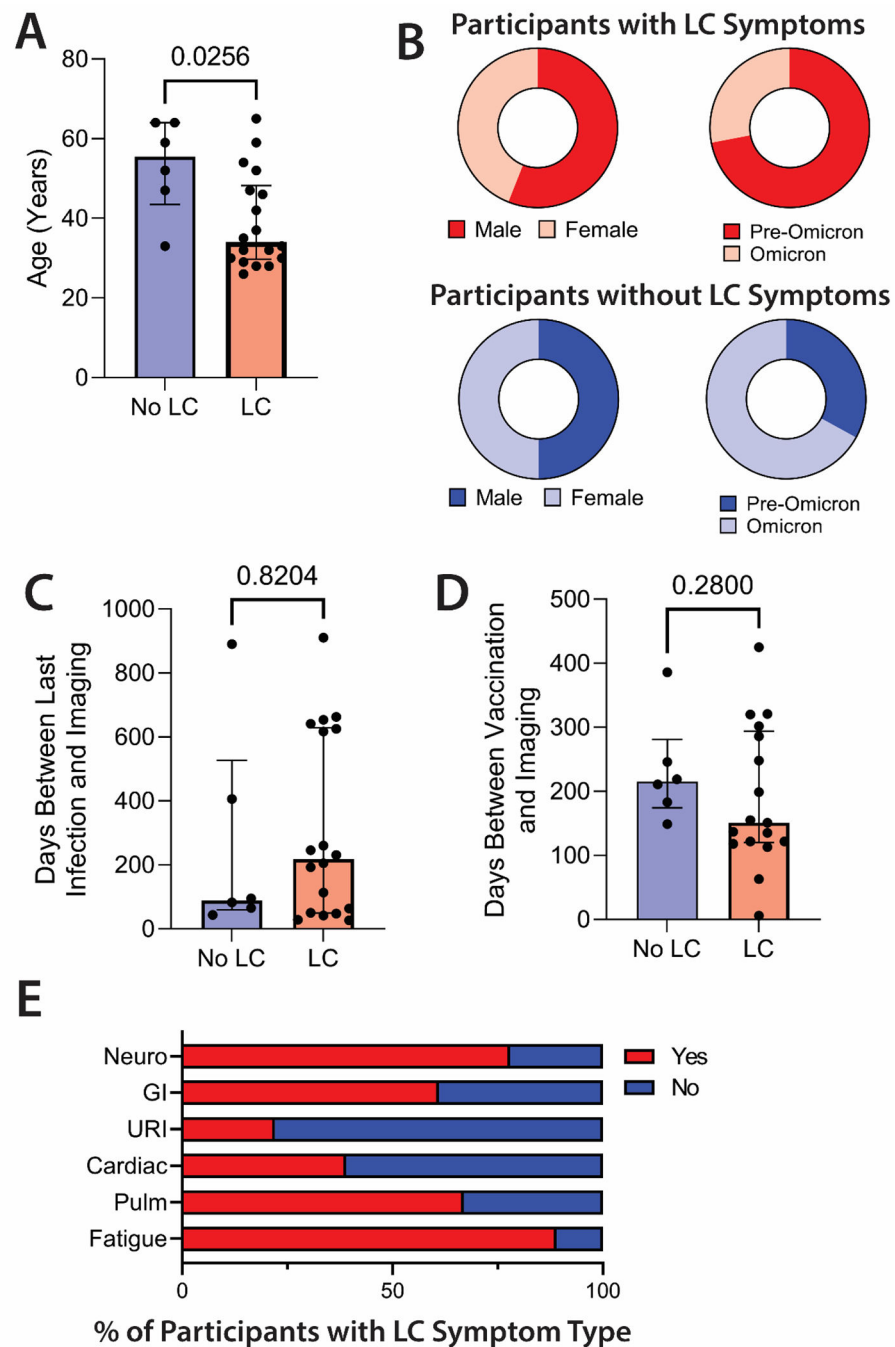 A
0.0256
Age (Years)
80
60
40
20
0
No LC
LC
B
Participants with LC Symptoms
Male
Female
Pre-Omicron
Omicron
Participants without LC Symptoms
Male
Female
Pre-Omicron
Omicron
C
0.8204
Days Between Last
Infection and Imaging
1000
800
600
400
200
0
No LC
LC
D
0.2800
Days Between Vaccination
and Imaging
500
400
300
200
100
0
No LC
LC
E
Neuro
GI
URI
Cardiac
Pulm
Fatigue
Yes
No
0
50
100
% of Participants with LC Symptom Type